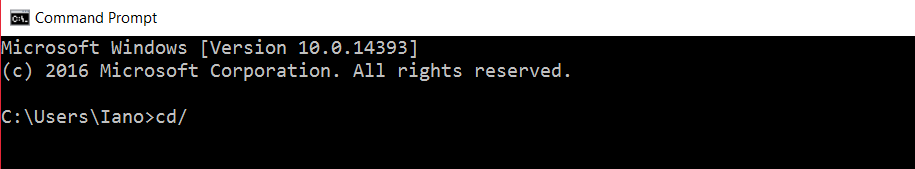 Command Prompt
Microsoft Windows [Version 10.0.14393]
(c) 2016 Microsoft Corporation. All rights reserved.
C:\Users\Iano>cd/